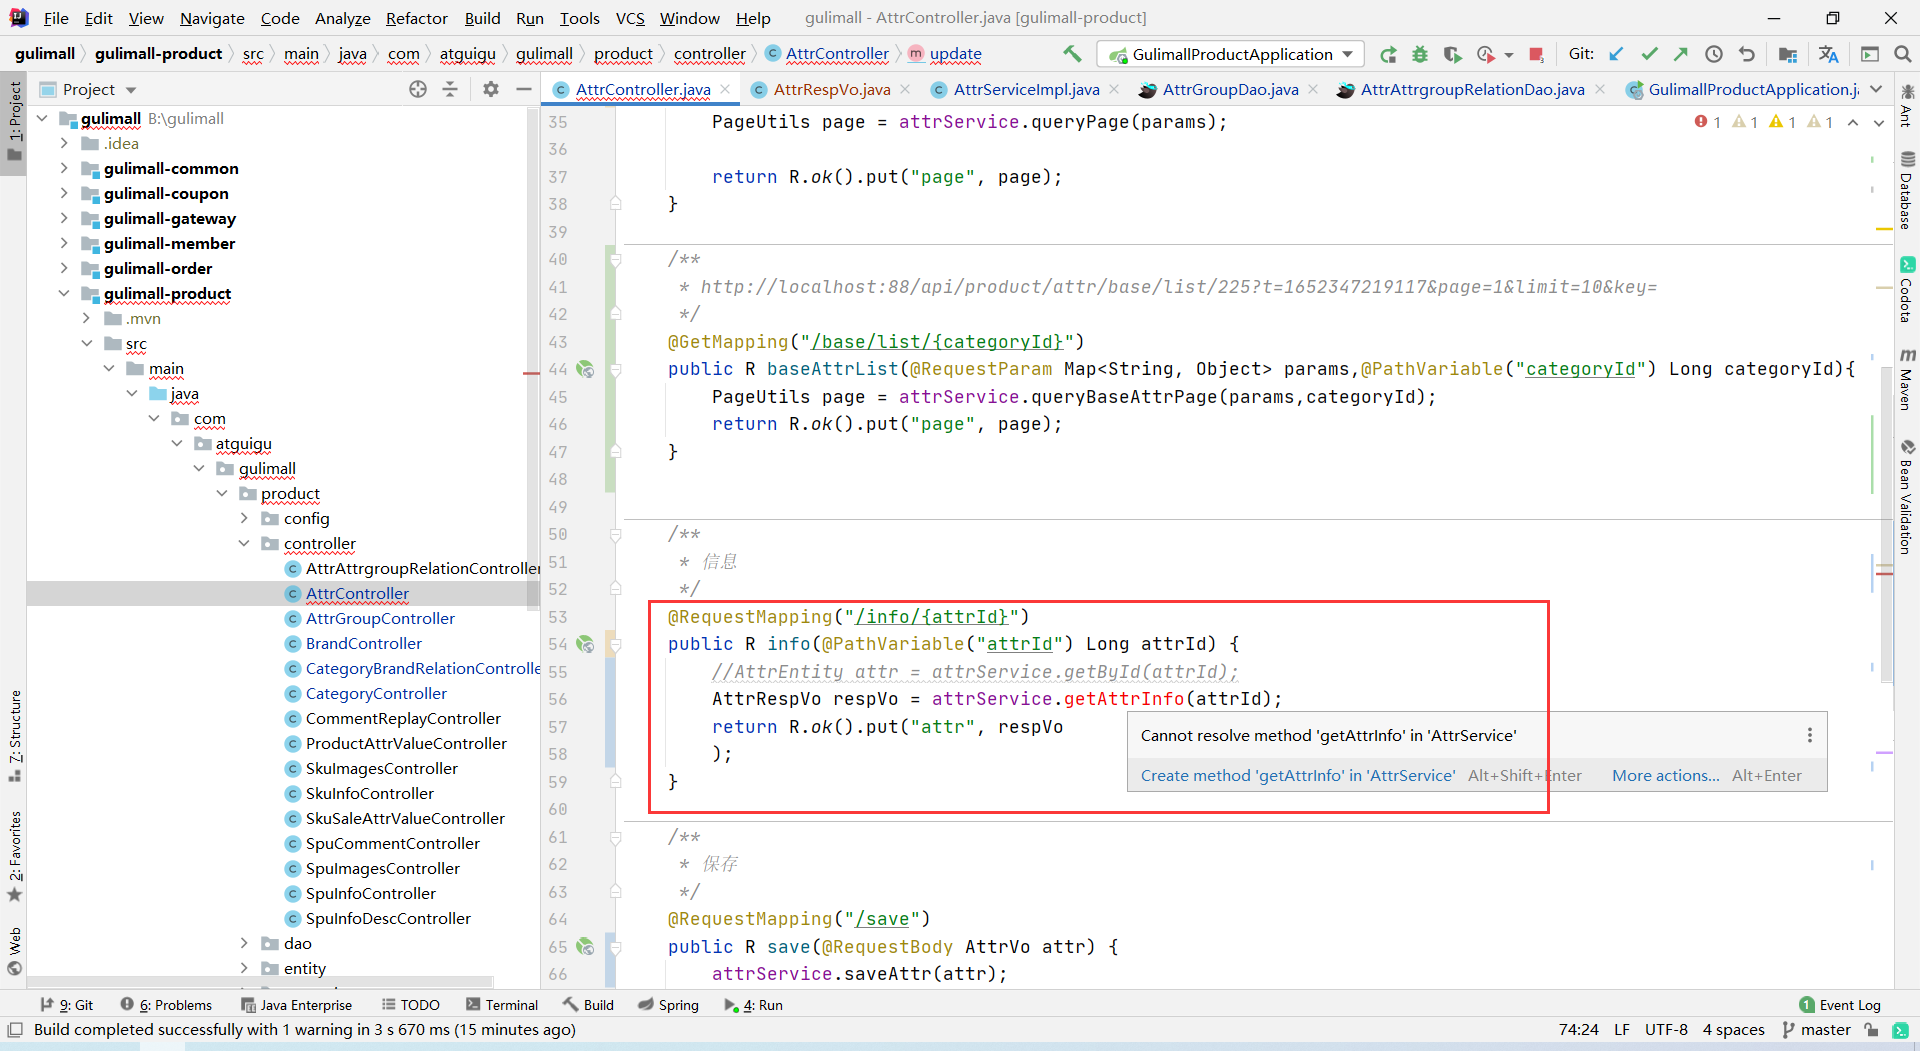 File Edit View Navigate Code Analyze Refactor Build Run Tools VCS Window Help gulimall - AttrController.java [gulimall-product]
gulimall gulimall-product src main java com atguigu gulimall product controller AttrController update GulimallProductApplication Git:
Project
AttrController.java AttrRespVo.java AttrServiceImpl.java AttrGroupDao.java AttrAttrgroupRelationDao.java GulimallProductApplication.j
1: Project
7: Structure
2: Favorites
Web
gulimall B:\gulimall
.idea
gulimall-common
gulimall-coupon
gulimall-gateway
gulimall-member
gulimall-order
gulimall-product
.mvn
src
main
java
com
atguigu
gulimall
product
config
controller
AttrAttrgroupRelationController
AttrController
AttrGroupController
BrandController
CategoryBrandRelationControlle
CategoryController
CommentReplayController
ProductAttrValueController
SkuImagesController
SkuInfoController
SkuSaleAttrValueController
SpuCommentController
SpuImagesController
SpuInfoController
SpuInfoDescController
dao
entity
1 1 1 1
35 PageUtils page = attrService.queryPage(params);
36
37 return R.ok().put("page", page);
38 }
39
40 /**
41 * http://localhost:88/api/product/attr/base/list/225?t=1652347219117&page=1&limit=10&key=
42 */
43 @GetMapping("/base/list/{categoryId}")
44 public R baseAttrList(@RequestParam Map<String, Object> params,@PathVariable("categoryId") Long categoryId){
45 PageUtils page = attrService.queryBaseAttrPage(params,categoryId);
46 return R.ok().put("page", page);
47 }
48
49
50 /**
51 * 信息
52 */
53 @RequestMapping("/info/{attrId}")
54 public R info(@PathVariable("attrId") Long attrId) {
55 //AttrEntity attr = attrService.getById(attrId);
56 AttrRespVo respVo = attrService.getAttrInfo(attrId);
57 return R.ok().put("attr", respVo
58 );
59 }
60
61 /**
62 * 保存
63 */
64 @RequestMapping("/save")
65 public R save(@RequestBody AttrVo attr) {
66 attrService.saveAttr(attr);
Cannot resolve method 'getAttrInfo' in 'AttrService'
Create method 'getAttrInfo' in 'AttrService' Alt+Shift+Enter More actions... Alt+Enter
Ant
Database
Codota
Maven
Bean Validation
9: Git 6: Problems Java Enterprise TODO Terminal Build Spring 4: Run 1 Event Log
Build completed successfully with 1 warning in 3 s 670 ms (15 minutes ago) 74:24 LF UTF-8 4 spaces master